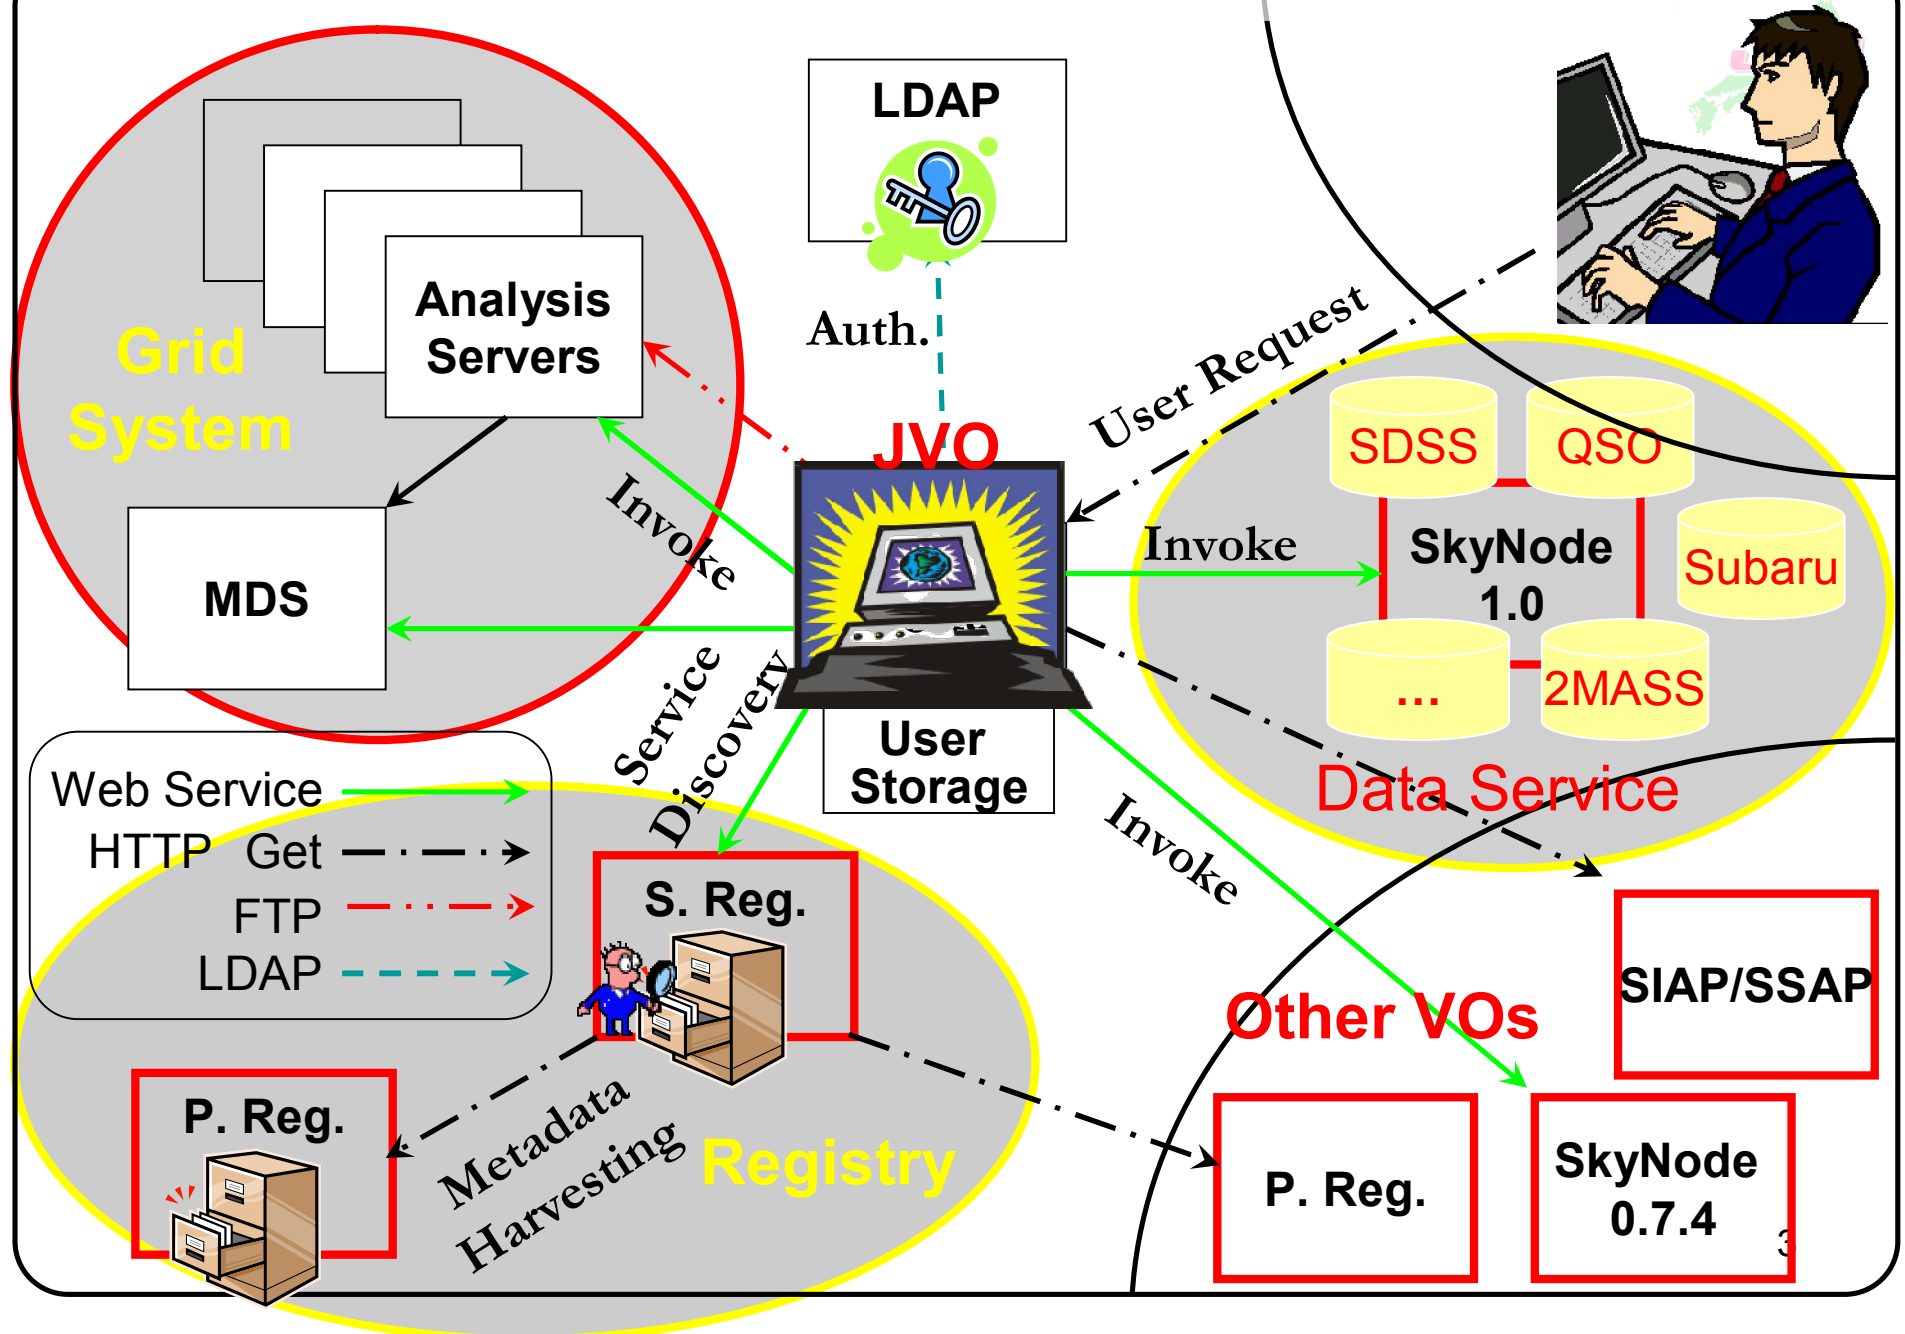 LDAP
Analysis
Servers
Grid
System
Auth.
User Request
JVO
SDSS
QSO
Invoke
Invoke
SkyNode
1.0
Subaru
MDS
...
2MASS
Service
Discovery
User
Storage
Data Service
Web Service
HTTP Get
FTP
LDAP
Invoke
S. Reg.
SIAP/SSAP
Other VOs
P. Reg.
Metadata
Harvesting
Registry
P. Reg.
SkyNode
0.7.4
3